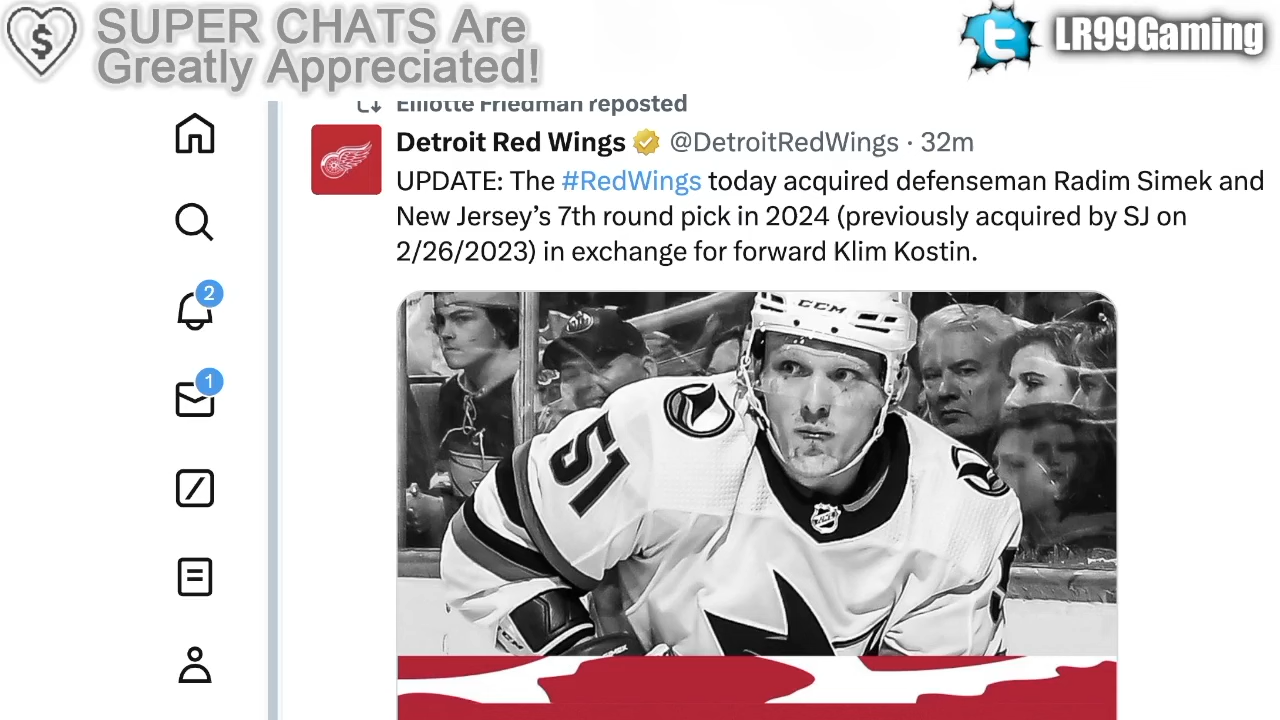 SUPER CHATS Are
Greatly Appreciated!
LR99Gaming
Elliotte Friedman reposted
Detroit Red Wings @DetroitRedWings · 32m
UPDATE: The #RedWings today acquired defenseman Radim Simek and
New Jersey’s 7th round pick in 2024 (previously acquired by SJ on
2/26/2023) in exchange for forward Klim Kostin.
2
1
CCM
51
NHL
CCM